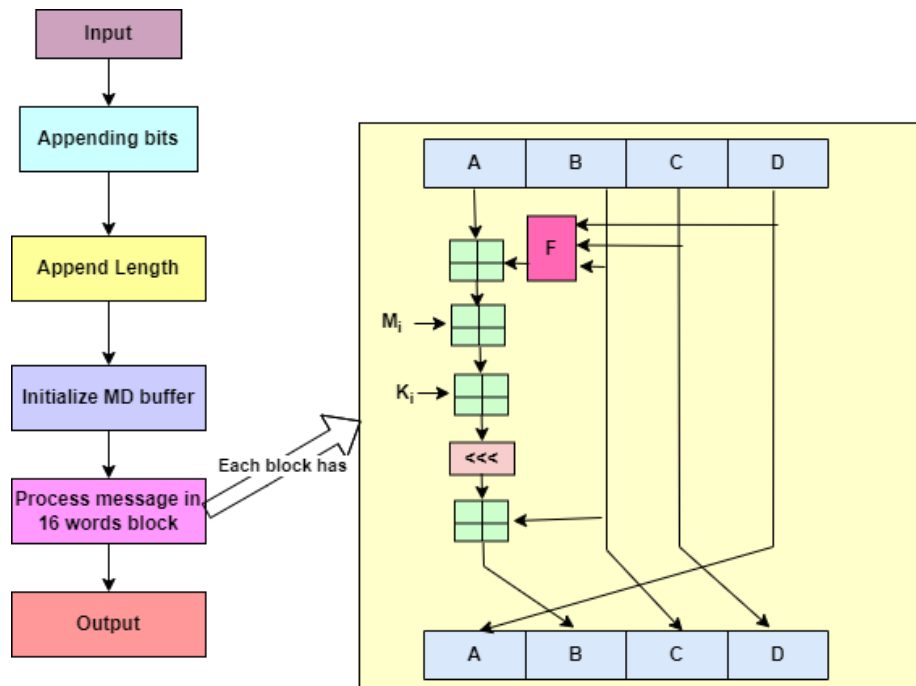 Input
Appending bits
Append Length
Initialize MD buffer
Process message in
16 words block
Output
Each block has
A B C D
F
Mi
Ki
<<<
A B C D